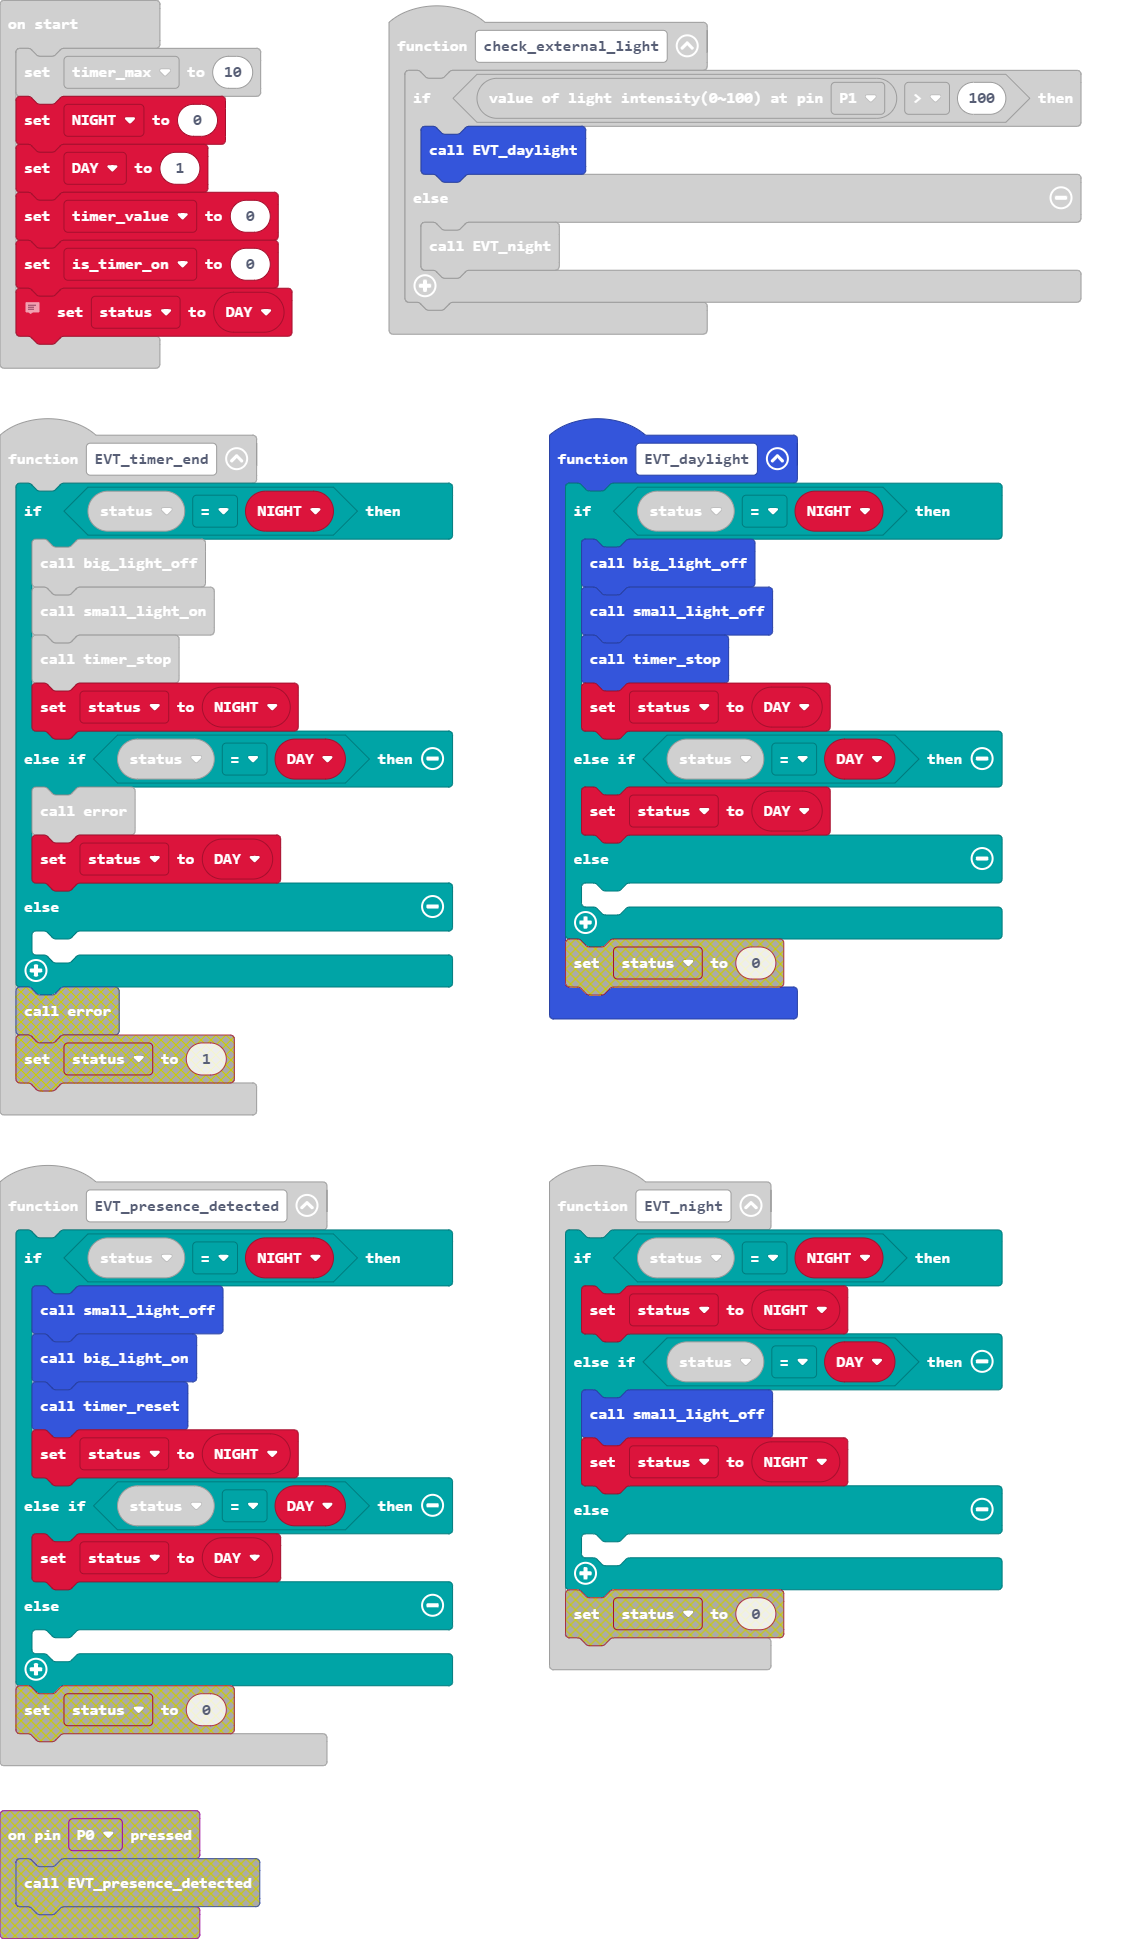 on start
set timer_max to 10
set NIGHT to 0
set DAY to 1
set timer_value to 0
set is_timer_on to 0
set status to DAY
function check_external_light
if value of light intensity(0~100) at pin P1 > 100 then
call EVT_daylight
else
call EVT_night
function EVT_timer_end
if status = NIGHT then
call big_light_off
call small_light_on
call timer_stop
set status to NIGHT
else if status = DAY then
call error
set status to DAY
else
call error
set status to 1
function EVT_daylight
if status = NIGHT then
call big_light_off
call small_light_off
call timer_stop
set status to DAY
else if status = DAY then
set status to DAY
else
set status to 0
function EVT_presence_detected
if status = NIGHT then
call small_light_off
call big_light_on
call timer_reset
set status to NIGHT
else if status = DAY then
set status to DAY
else
set status to 0
function EVT_night
if status = NIGHT then
set status to NIGHT
else if status = DAY then
call small_light_off
set status to NIGHT
else
set status to 0
on pin P0 pressed
call EVT_presence_detected